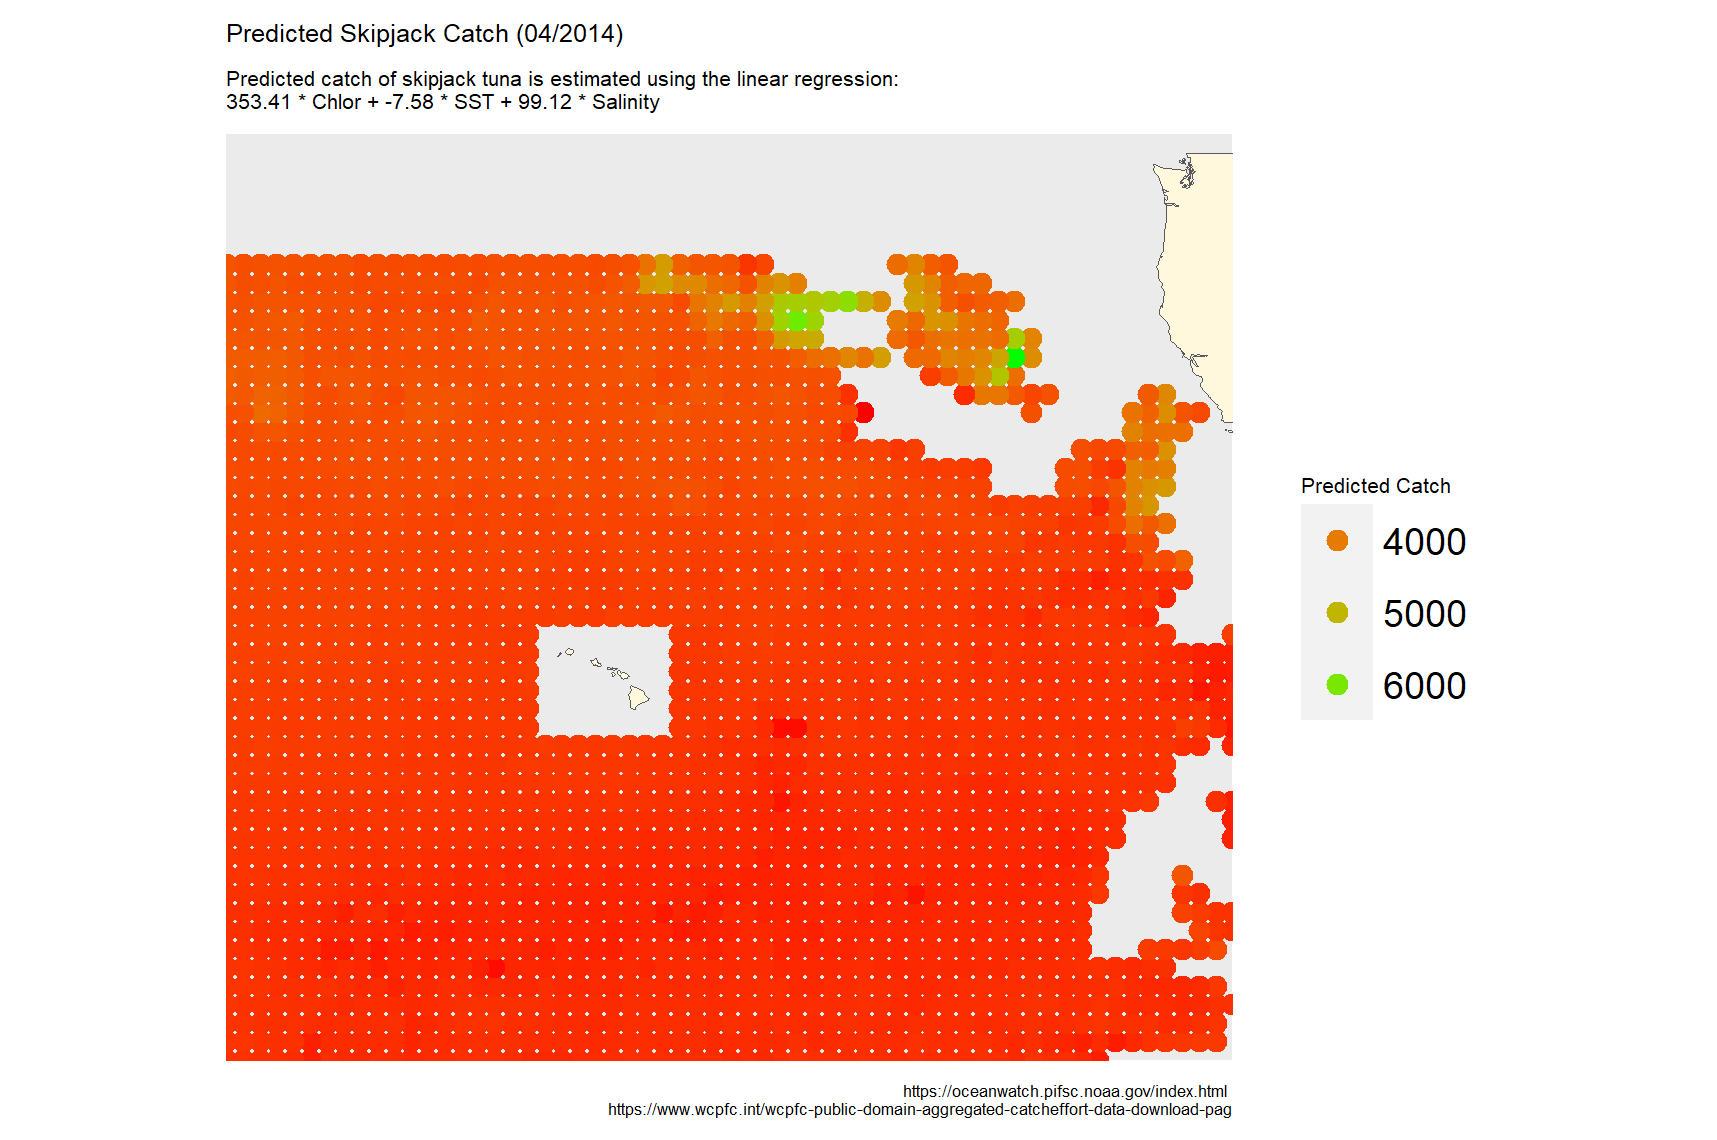 Predicted Skipjack Catch (04/2014)
Predicted catch of skipjack tuna is estimated using the linear regression:
353.41 * Chlor + -7.58 * SST + 99.12 * Salinity
Predicted Catch
4000
5000
6000
https://oceanwatch.pifsc.noaa.gov/index.html
https://www.wcpfc.int/wcpfc-public-domain-aggregated-catcheffort-data-download-pag